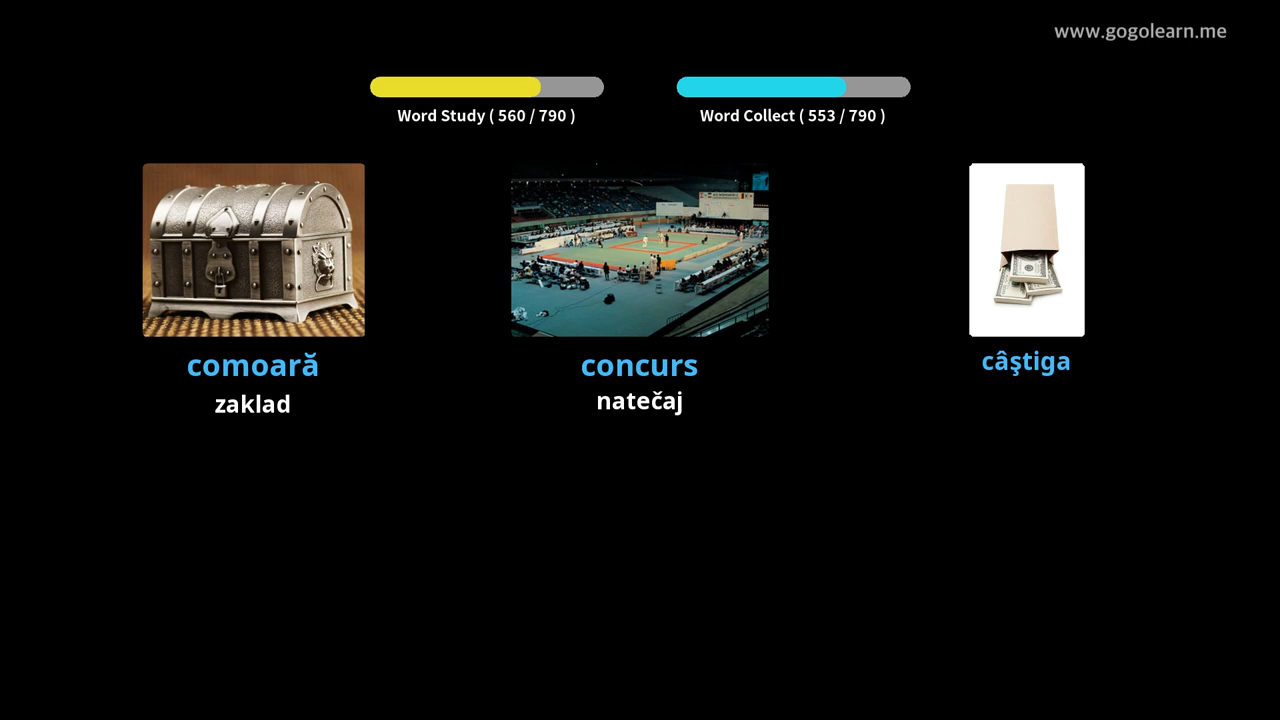 www.gogolearn.me
Word Study ( 560 / 790 )
Word Collect ( 553 / 790 )
comoară
zaklad
concurs
natečaj
câştiga